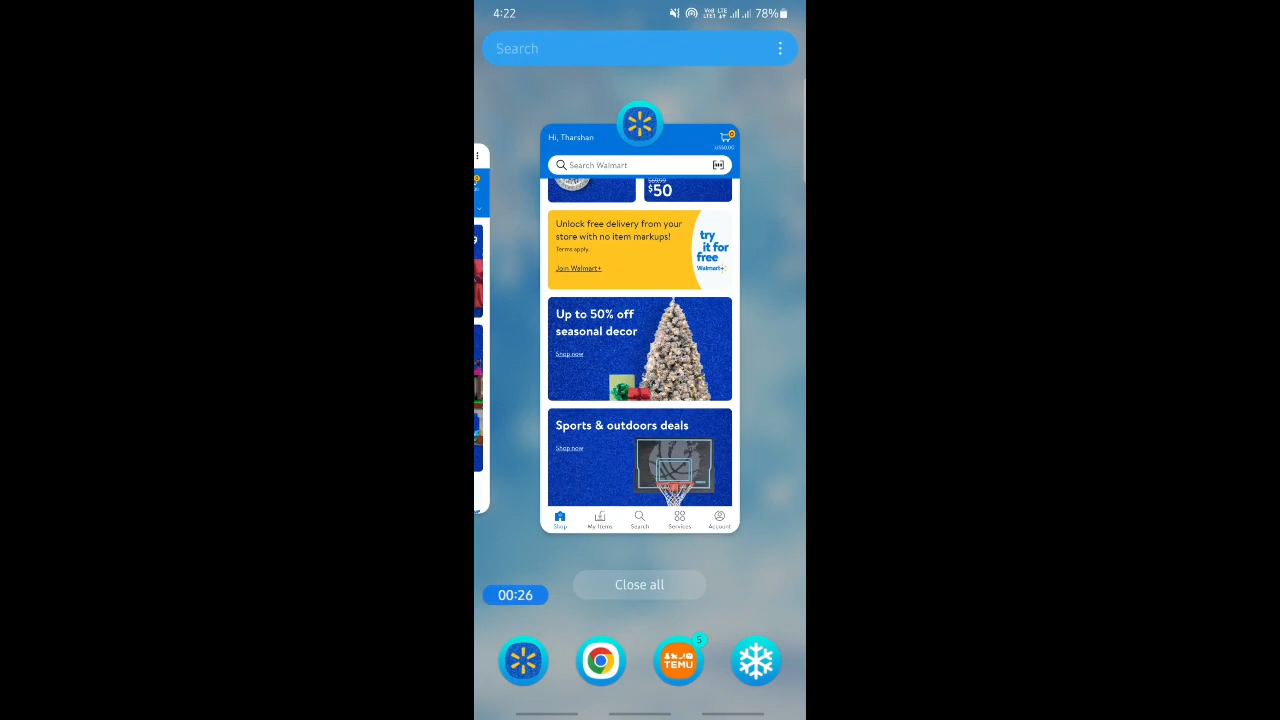 4:22
Vo)) LTE
LTE1
78%
Search
Hi, Tharshan
0
US$0.00
Search Walmart
$50
Unlock free delivery from your
store with no item markups!
Terms apply.
Join Walmart+
try
it for
free
Walmart+
Up to 50% off
seasonal decor
Shop now
Sports & outdoors deals
Shop now
Shop
My Items
Search
Services
Account
Close all
00:26
5
TEMU